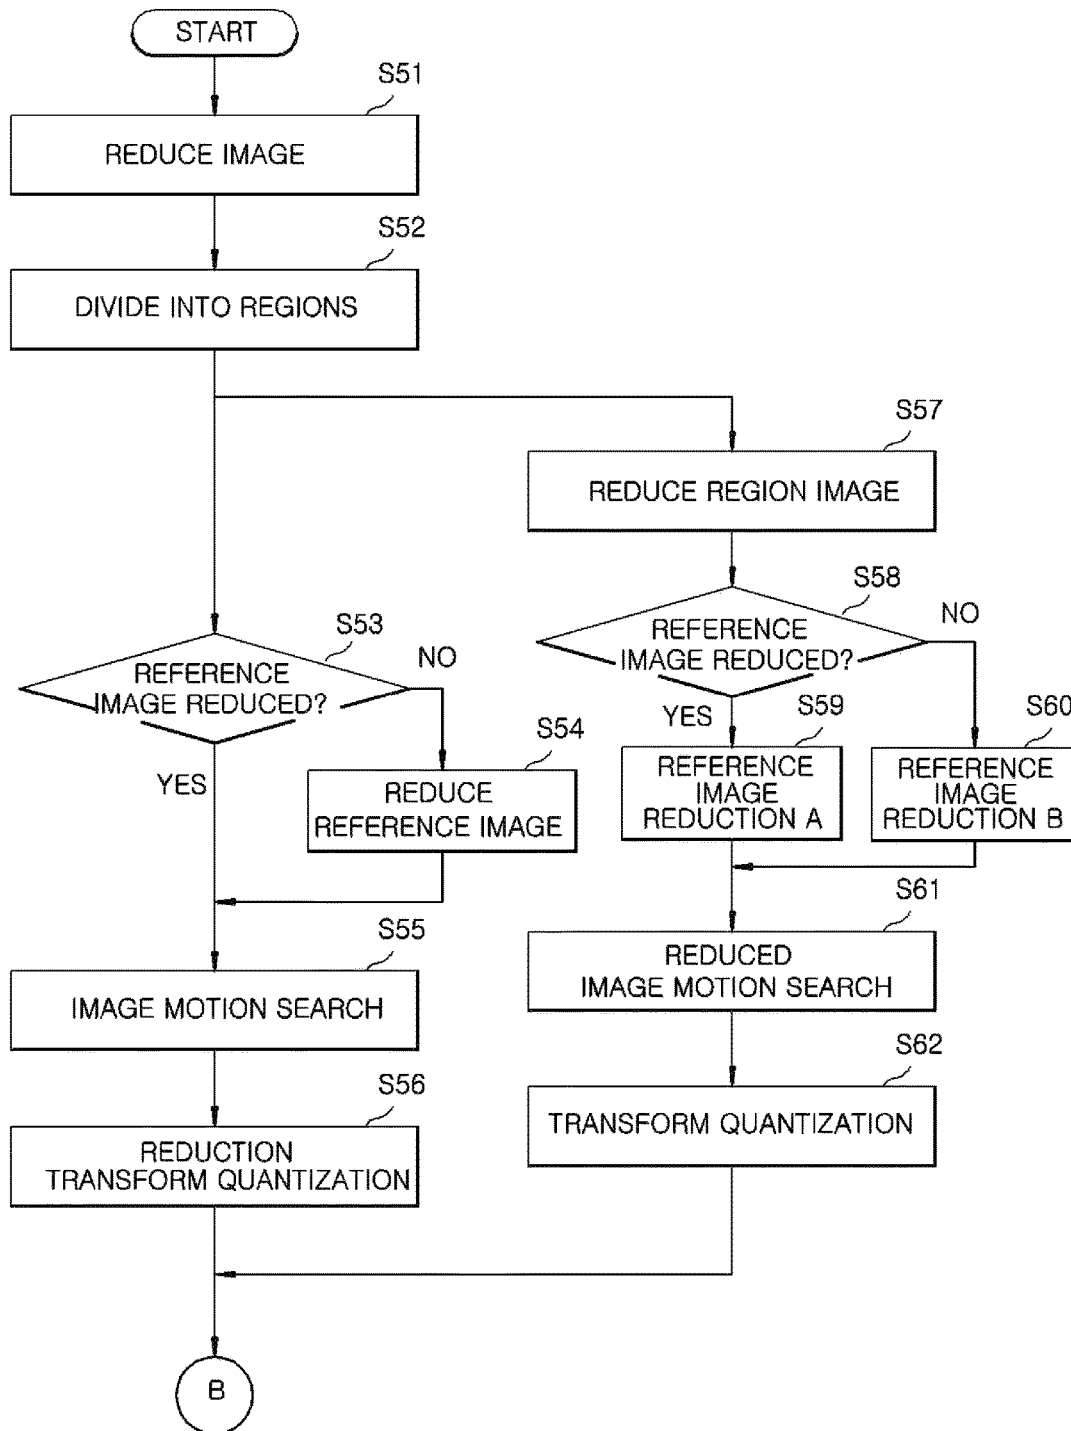 START
S51
REDUCE IMAGE
S52
DIVIDE INTO REGIONS
S57
REDUCE REGION IMAGE
S58
REFERENCE
IMAGE REDUCED?
NO
YES
S59
REFERENCE
IMAGE
REDUCTION A
S60
REFERENCE
IMAGE
REDUCTION B
S53
REFERENCE
IMAGE REDUCED?
NO
YES
S54
REDUCE
REFERENCE IMAGE
S55
IMAGE MOTION SEARCH
S61
REDUCED
IMAGE MOTION SEARCH
S56
REDUCTION
TRANSFORM QUANTIZATION
S62
TRANSFORM QUANTIZATION
B